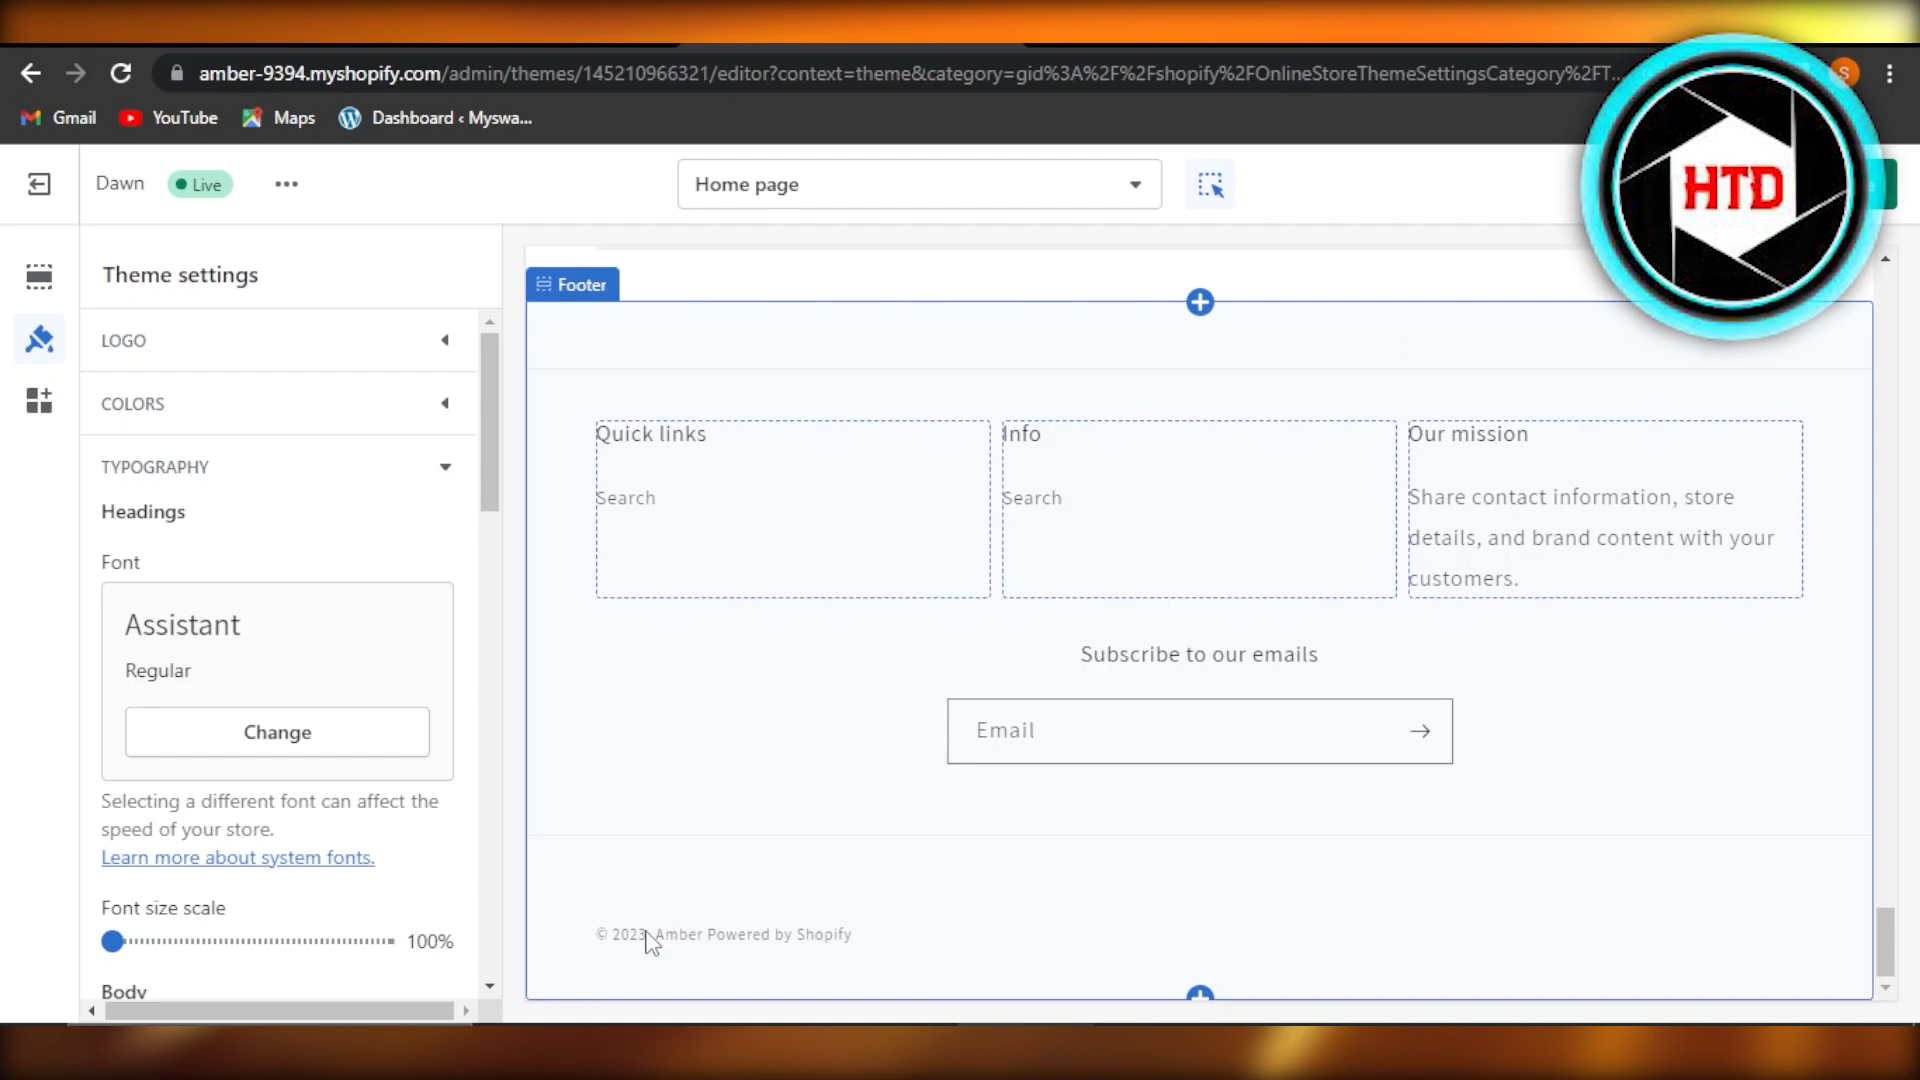 amber-9394.myshopify.com/admin/themes/145210966321/editor?context=theme&category=gid%3A%2F%2Fshopify%2FOnlineStoreThemeSettingsCategory%2FT...
S
Gmail
YouTube
Maps
Dashboard ‹ Myswa...
HTD
Dawn
Live
Home page
Theme settings
LOGO
COLORS
TYPOGRAPHY
Headings
Font
Assistant
Regular
Change
Selecting a different font can affect the
speed of your store.
Learn more about system fonts.
Font size scale
100%
Body
Footer
Quick links
Search
Info
Search
Our mission
Share contact information, store
details, and brand content with your
customers.
Subscribe to our emails
Email
© 2023, Amber Powered by Shopify